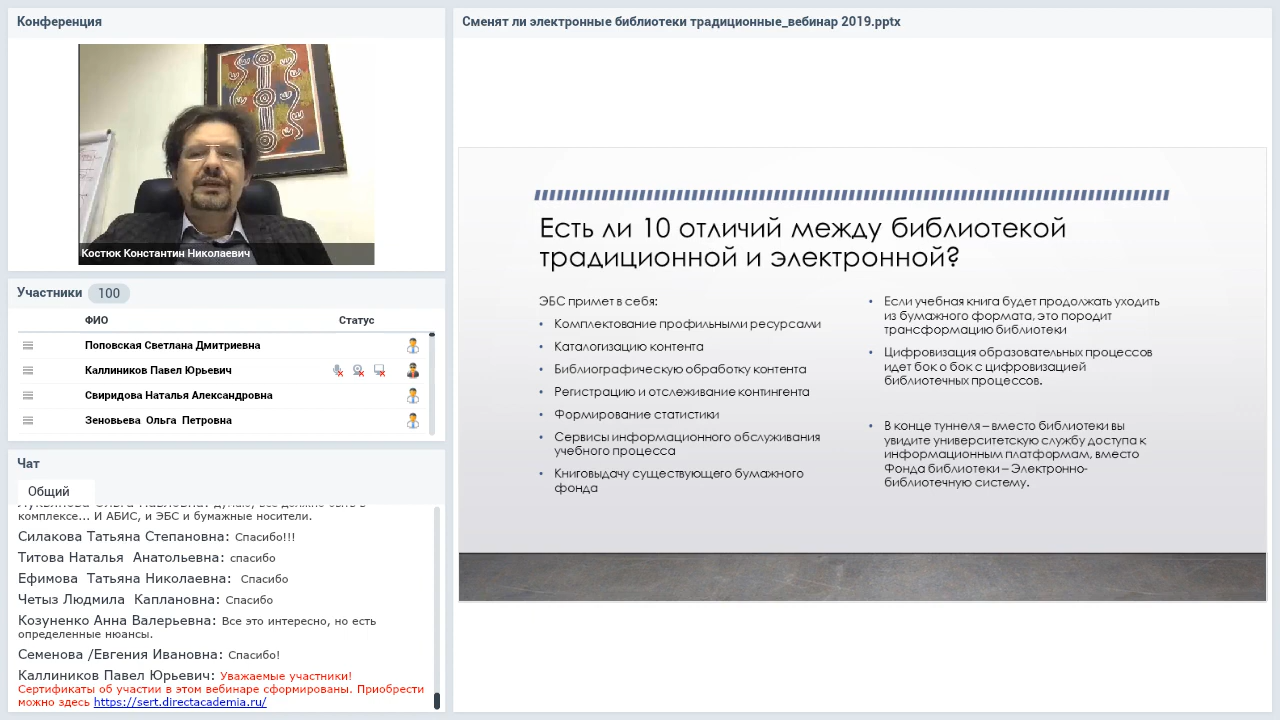 Конференция
Костюк Константин Николаевич
Участники 100
ФИО Статус
Поповская Светлана Дмитриевна
Каллиников Павел Юрьевич
Свиридова Наталья Александровна
Зеновьева Ольга Петровна
Чат
Общий
комплексе... И АБИС, и ЭБС и бумажные носители.
Силакова Татьяна Степановна: Спасибо!!!
Титова Наталья Анатольевна: спасибо
Ефимова Татьяна Николаевна: Спасибо
Четыз Людмила Каплановна: Спасибо
Козуненко Анна Валерьевна: Все это интересно, но есть
определенные нюансы.
Семенова /Евгения Ивановна: Спасибо!
Каллиников Павел Юрьевич: Уважаемые участники!
Сертификаты об участии в этом вебинаре сформированы. Приобрести
можно здесь https://sert.directacademia.ru/
Сменят ли электронные библиотеки традиционные_вебинар 2019.pptx
Есть ли 10 отличий между библиотекой
традиционной и электронной?
ЭБС примет в себя:
• Комплектование профильными ресурсами
• Каталогизацию контента
• Библиографическую обработку контента
• Регистрацию и отслеживание контингента
• Формирование статистики
• Сервисы информационного обслуживания
учебного процесса
• Книговыдачу существующего бумажного
фонда
• Если учебная книга будет продолжать уходить
из бумажного формата, это породит
трансформацию библиотеки
• Цифровизация образовательных процессов
идет бок о бок с цифровизацией
библиотечных процессов.
• В конце туннеля – вместо библиотеки вы
увидите университетскую службу доступа к
информационным платформам, вместо
Фонда библиотеки – Электронно-
библиотечную систему.